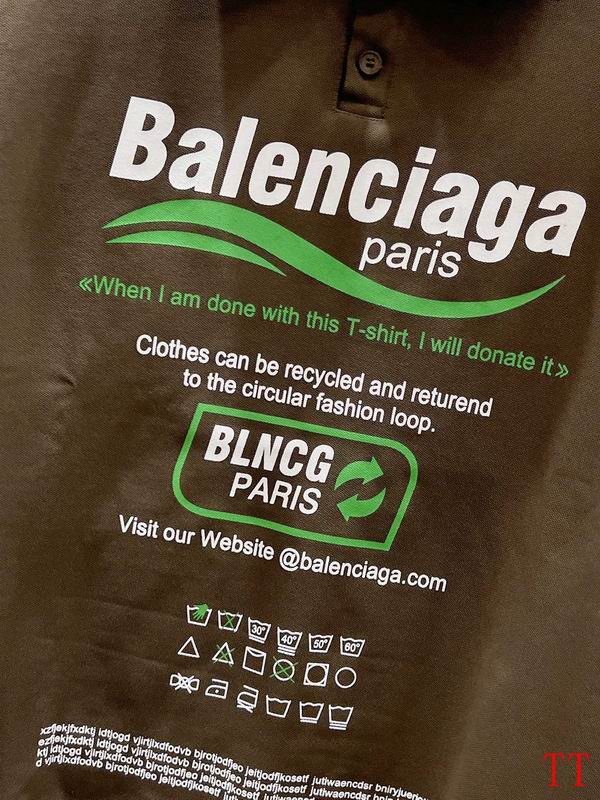 Balenciaga
paris
«When I am done with this T-shirt, I will donate it»
Clothes can be recycled and returend
to the circular fashion loop.
BLNCG
PARIS
Visit our Website @balenciaga.com
30° 40° 50° 60°
TT